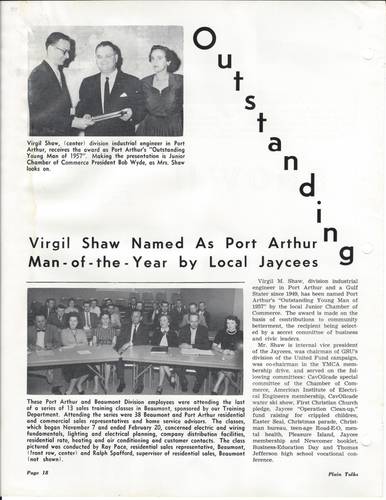 Outstanding
Virgil Shaw, (center) division industrial engineer in Port
Arthur, receives the award as Port Arthur's "Outstanding
Young Man of 1957". Making the presentation is Junior
Chamber of Commerce President Bob Wyde, as Mrs. Shaw
looks on.
Virgil Shaw Named As Port Arthur
Man-of-the-Year by Local Jaycees
These Port Arthur and Beaumont Division employees were attending the last
of a series of 13 sales training classes in Beaumont, sponsored by our Training
Department. Attending the series were 38 Beaumont and Port Arthur residential
and commercial sales representatives and home service advisors. The classes,
which began November 7 and ended February 20, concerned electric and wiring
fundamentals, lighting and electrical planning, company distribution facilities,
residential rate, heating and air conditioning and customer contacts. The class
pictured was conducted by Ray Pace, residential sales representative, Beaumont,
(front row, center) and Ralph Spafford, supervisor of residential sales, Beaumont
(not shown).
Virgil M. Shaw, division industrial
engineer in Port Arthur and a Gulf
Stater since 1949, has been named Port
Arthur's "Outstanding Young Man of
1957" by the local Junior Chamber of
Commerce. The award is made on the
basis of contributions to community
betterment, the recipient being select-
ed by a secret committee of business
and civic leaders.
Mr. Shaw is internal vice president
of the Jaycees, was chairman of GSU's
division of the United Fund campaign,
was co-chairman in the YMCA mem-
bership drive, and served on the fol-
lowing committees: CavOilcade special
committee of the Chamber of Com-
merce, American Institute of Electri-
cal Engineers membership, CavOilcade
water ski show, First Christian Church
pledge, Jaycee "Operation Clean-up,"
fund raising for crippled children,
Easter Seal, Christmas parade, Christ-
mas bureau, teen-age Road-E-O, men-
tal health, Pleasure Island, Jaycee
membership and Newcomer booklet,
Business-Education Day and Thomas
Jefferson high school vocational con-
ference.
Page 18
Plain Talks